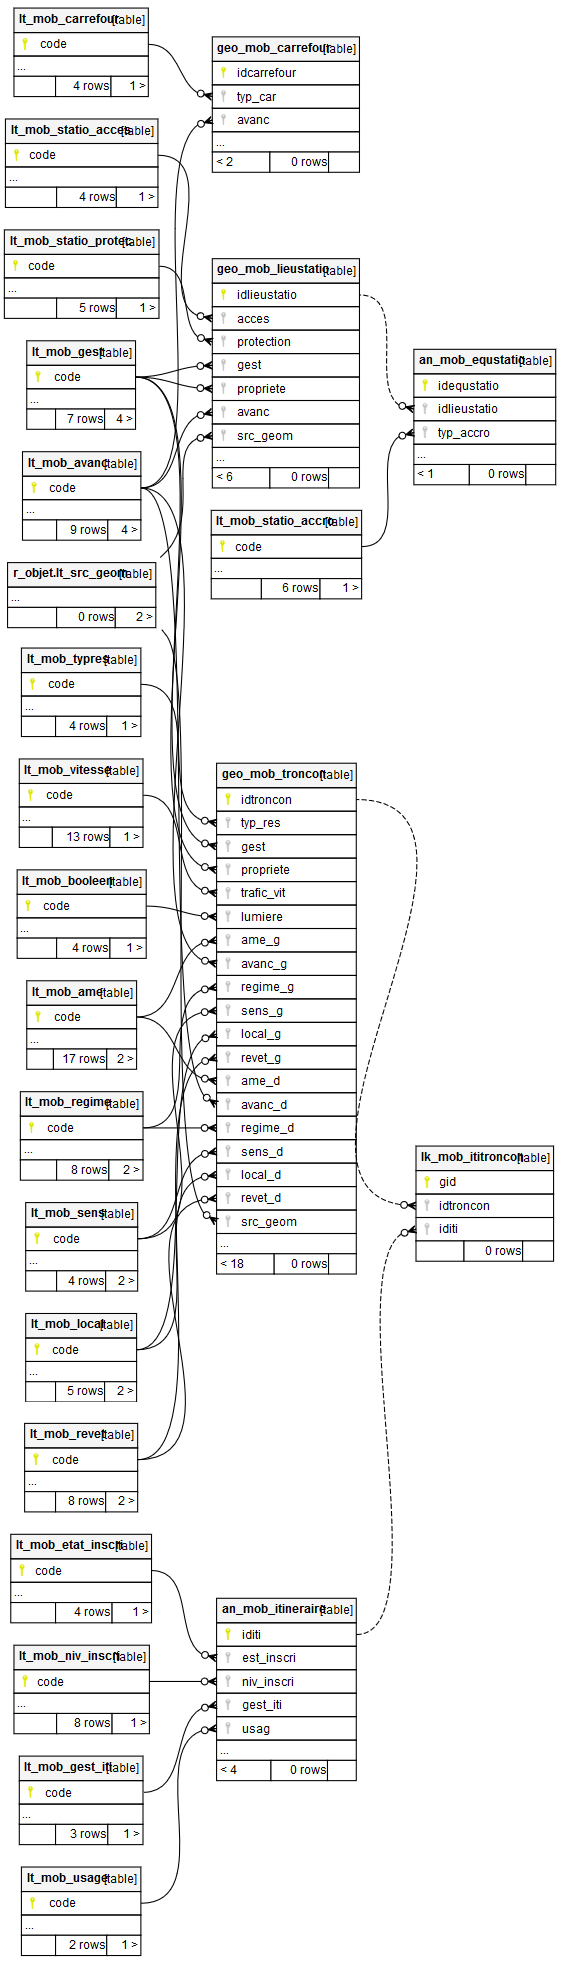 lt_mob_carrefour [table]
code
...
4 rows 1 >
geo_mob_carrefour [table]
idcarrefour
typ_car
avanc
...
< 2 0 rows
lt_mob_statio_acces [table]
code
...
4 rows 1 >
lt_mob_statio_protec [table]
code
...
5 rows 1 >
geo_mob_lieustatio [table]
idlieustatio
acces
protection
gest
propriete
avanc
src_geom
...
< 6 0 rows
lt_mob_gest [table]
code
...
7 rows 4 >
an_mob_equstatio [table]
idequstatio
idlieustatio
typ_accro
...
< 1 0 rows
lt_mob_avanc [table]
code
...
9 rows 4 >
lt_mob_statio_accro [table]
code
...
6 rows 1 >
r_objet.lt_src_geom [table]
...
0 rows 2 >
lt_mob_typres [table]
code
...
4 rows 1 >
lt_mob_vitesse [table]
code
...
13 rows 1 >
geo_mob_troncon [table]
idtroncon
typ_res
gest
propriete
trafic_vit
lumiere
ame_g
avanc_g
regime_g
sens_g
local_g
revet_g
ame_d
avanc_d
regime_d
sens_d
local_d
revet_d
src_geom
...
< 18 0 rows
lt_mob_booleen [table]
code
...
4 rows 1 >
lt_mob_ame [table]
code
...
17 rows 2 >
lt_mob_regime [table]
code
...
8 rows 2 >
lk_mob_ititroncon [table]
gid
idtroncon
iditi
0 rows
lt_mob_sens [table]
code
...
4 rows 2 >
lt_mob_local [table]
code
...
5 rows 2 >
lt_mob_revet [table]
code
...
8 rows 2 >
lt_mob_etat_inscri [table]
code
...
4 rows 1 >
an_mob_itineraire [table]
iditi
est_inscri
niv_inscri
gest_iti
usag
...
< 4 0 rows
lt_mob_niv_inscri [table]
code
...
8 rows 1 >
lt_mob_gest_iti [table]
code
...
3 rows 1 >
lt_mob_usage [table]
code
...
2 rows 1 >